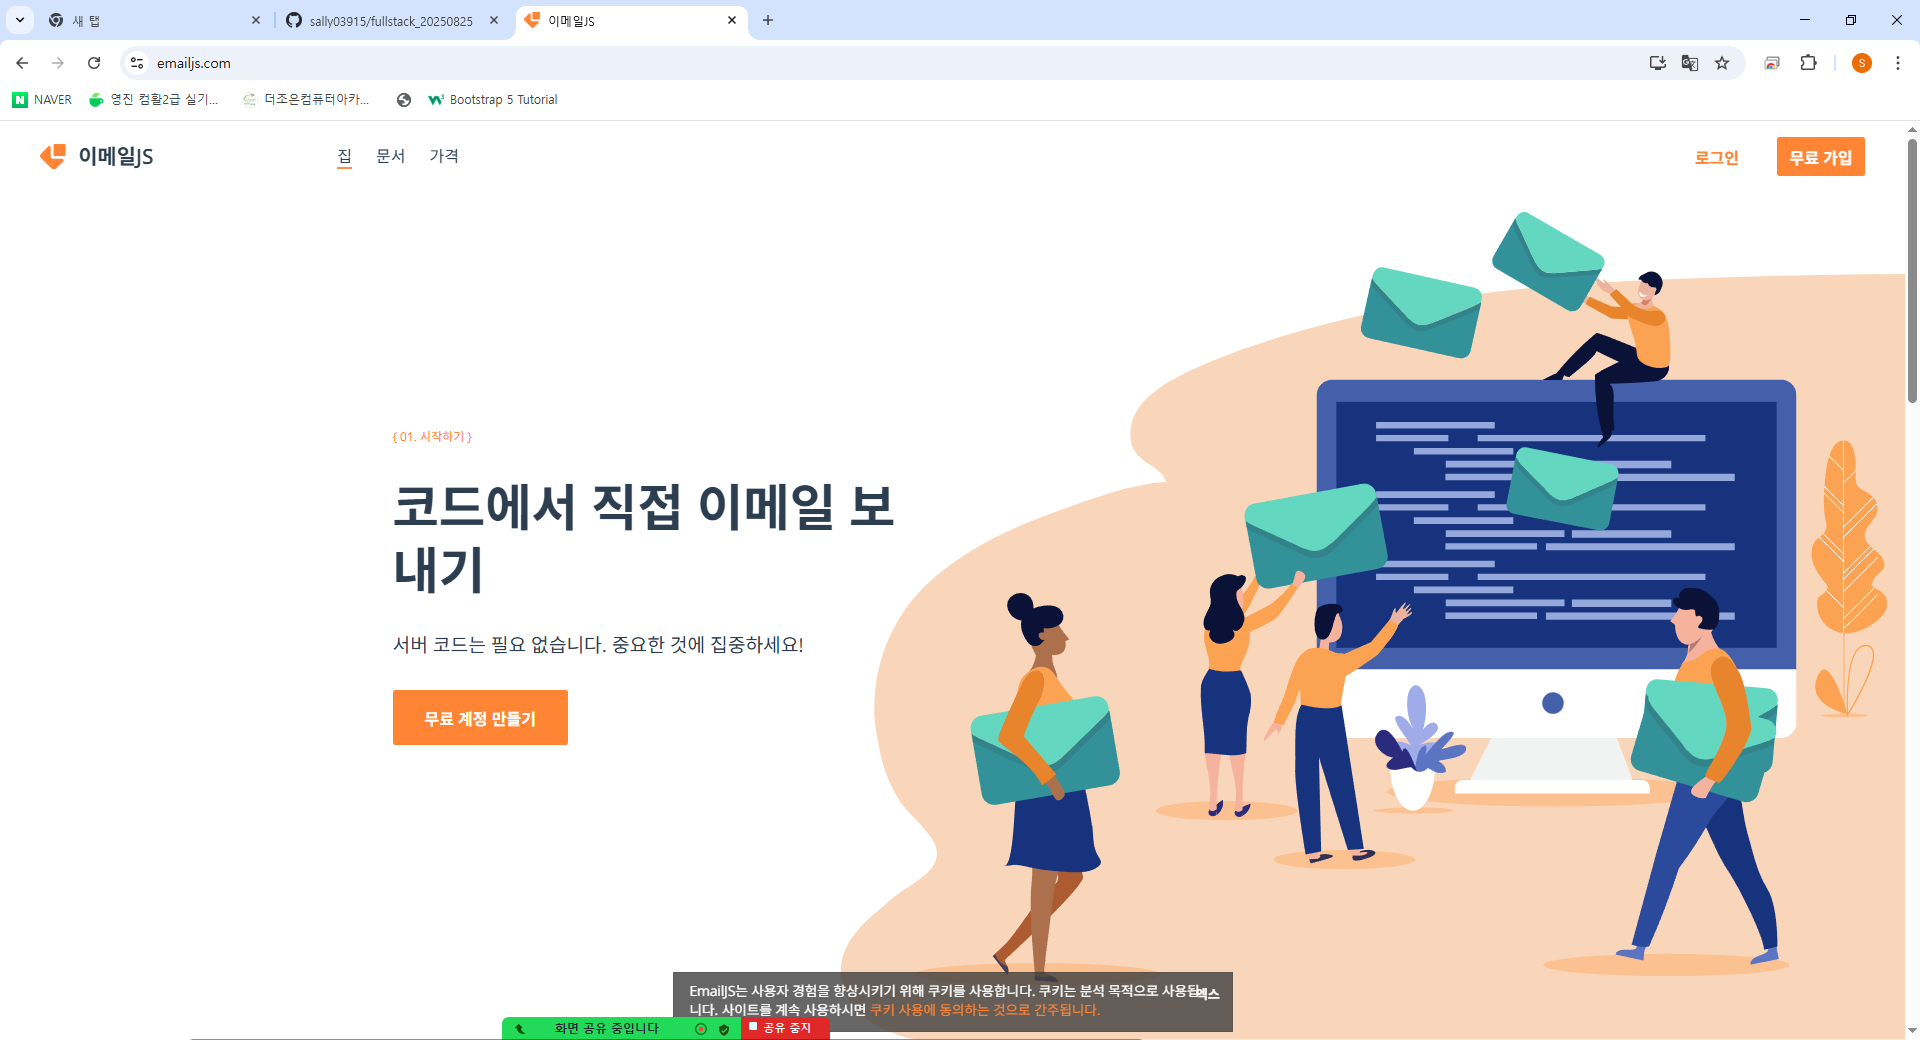 새 탭
sally03915/fullstack_20250825
이메일JS
emailjs.com
S
NAVER
영진 컴활2급 실기...
더조은컴퓨터아카...
Bootstrap 5 Tutorial
이메일JS
집
문서
가격
로그인
무료 가입
{ 01. 시작하기 }
코드에서 직접 이메일 보
내기
서버 코드는 필요 없습니다. 중요한 것에 집중하세요!
무료 계정 만들기
EmailJS는 사용자 경험을 향상시키기 위해 쿠키를 사용합니다. 쿠키는 분석 목적으로 사용됩
니다. 사이트를 계속 사용하시면 쿠키 사용에 동의하는 것으로 간주됩니다.
엑스
화면 공유 중입니다
공유 중지